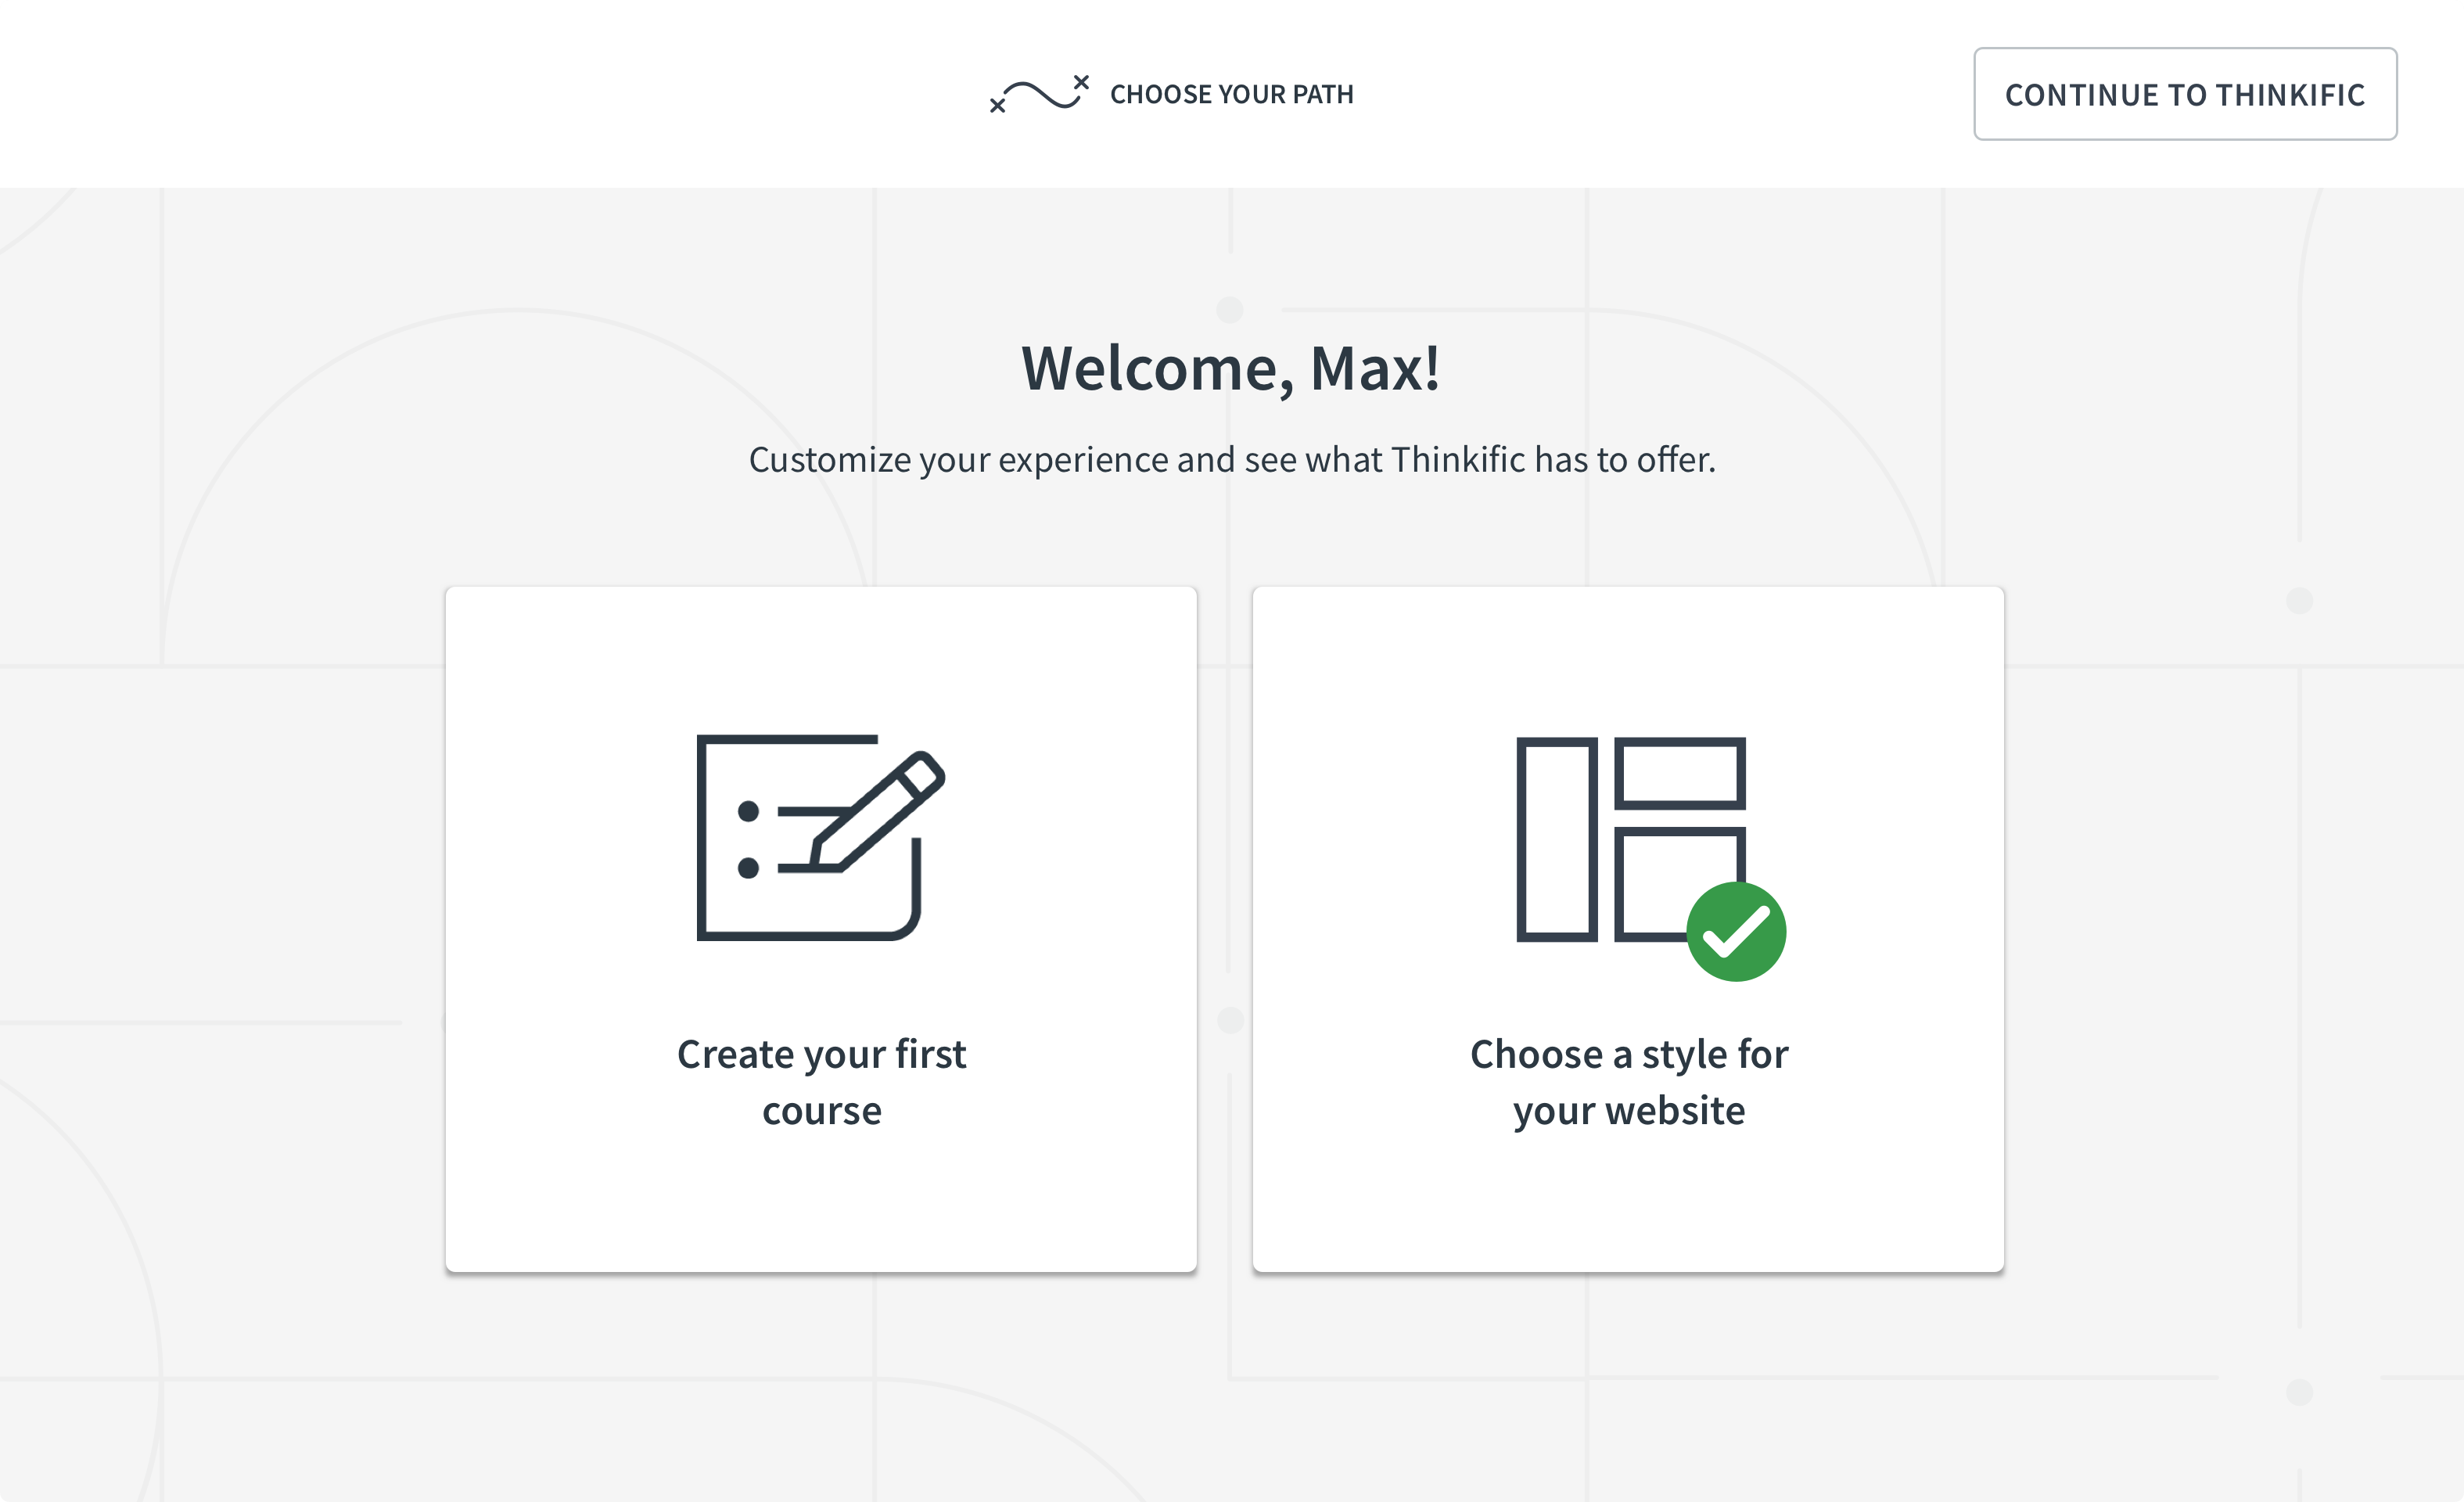 CHOOSE YOUR PATH
CONTINUE TO THINKIFIC
Welcome, Max!
Customize your experience and see what Thinkific has to offer.
Create your first
course
Choose a style for
your website